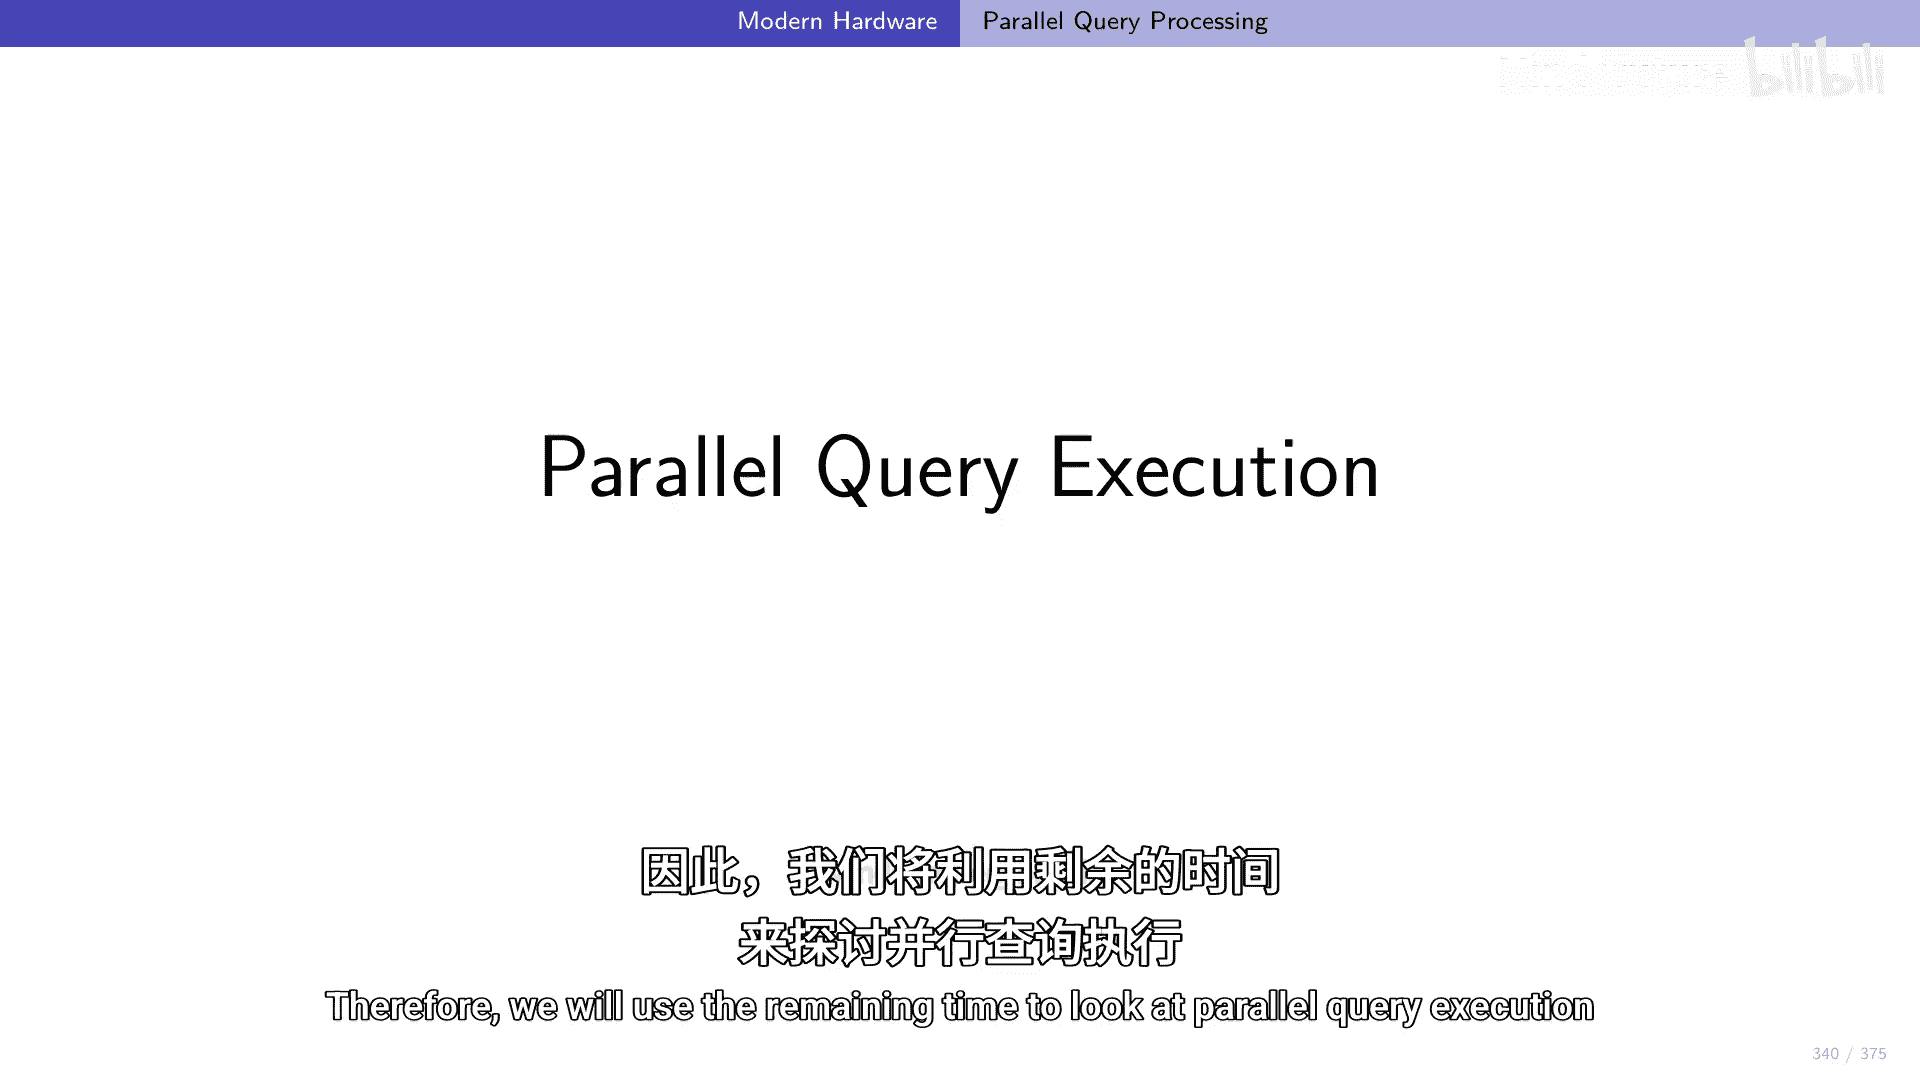 Modern Hardware
Parallel Query Processing
bilibili
Parallel Query Execution
因此，我们将利用剩余的时间
来探讨并行查询执行
Therefore, we will use the remaining time to look at parallel query execution
340 / 375